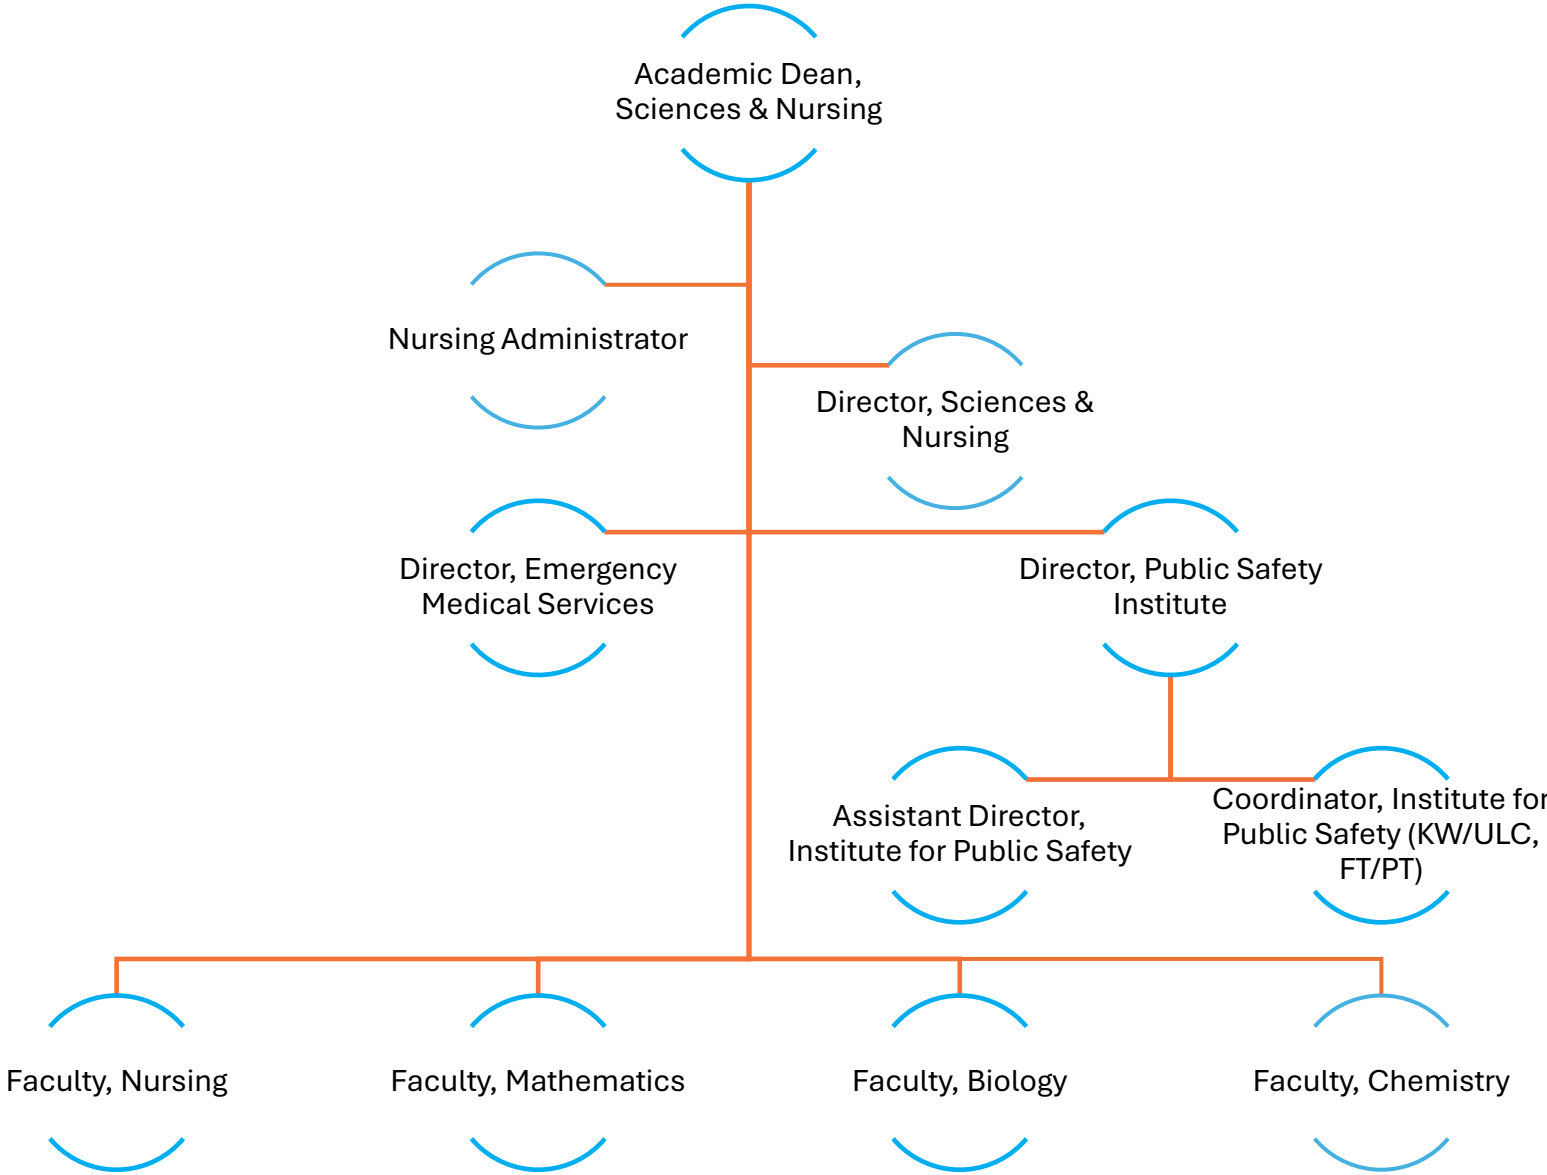 Academic Dean,
Sciences & Nursing
Nursing Administrator
Director, Sciences &
Nursing
Director, Emergency
Medical Services
Director, Public Safety
Institute
Assistant Director,
Institute for Public Safety
Coordinator, Institute for
Public Safety (KW/ULC,
FT/PT)
Faculty, Nursing
Faculty, Mathematics
Faculty, Biology
Faculty, Chemistry